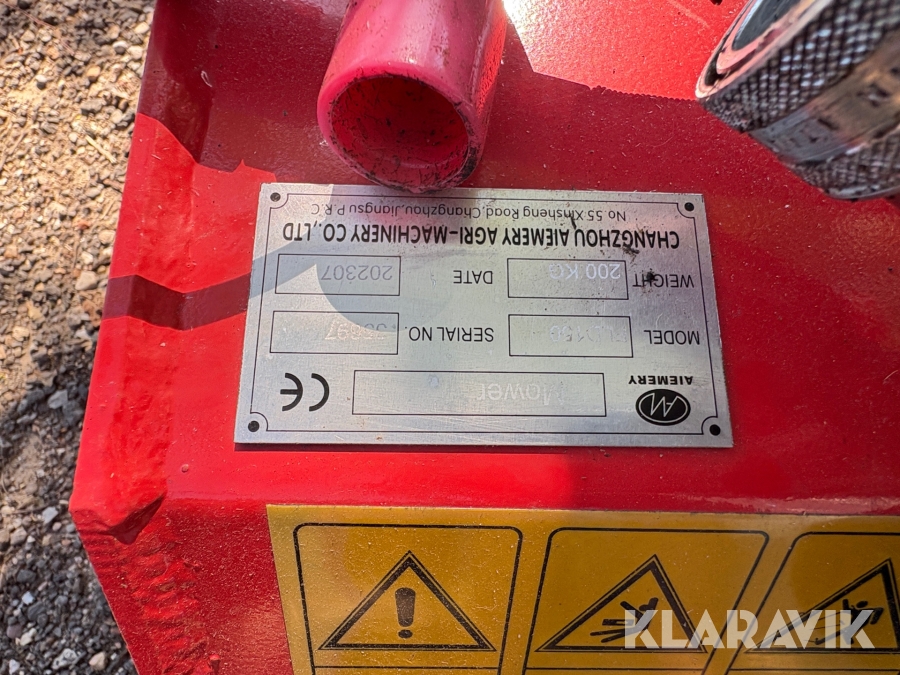 AIEMERY
Mower
CE
MODEL
SERIAL NO.
WEIGHT 200 KG DATE 202307
CHANGZHOU AIEMERY AGRI-MACHINERY CO.,LTD
No.55 Xinsheng Road,Changzhou,Jiangsu P.R.C
KLARAVIK